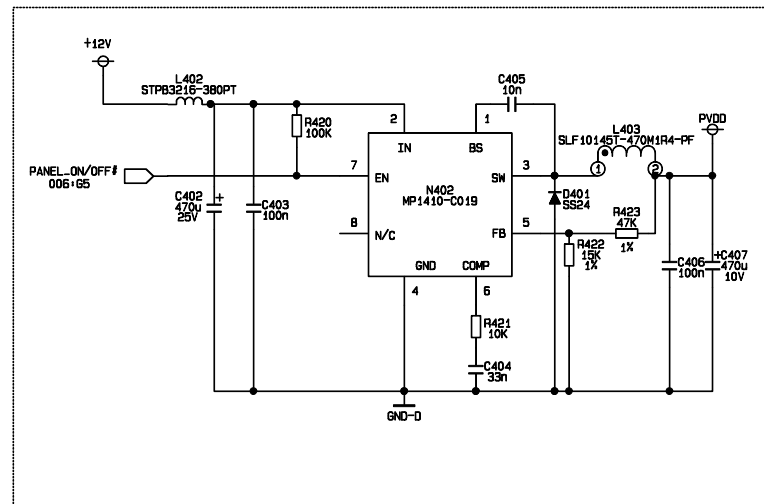 +12V
L402
STPB3216-380PT
C405
10n
PVDD
L403
SLF10145T-470M1R4-PF
R420
100K
2
1
IN
BS
PANEL_ON/OFF#
006:G5
7
EN
N402
MP1410-C019
SW
3
1
2
D401
SS24
R423
47K
1%
C402
470u
25V
+
C403
100n
8
N/C
FB
5
R422
15K
1%
C406
100n
+
C407
470u
10V
GND
COMP
4
6
R421
10K
C404
33n
GND-D